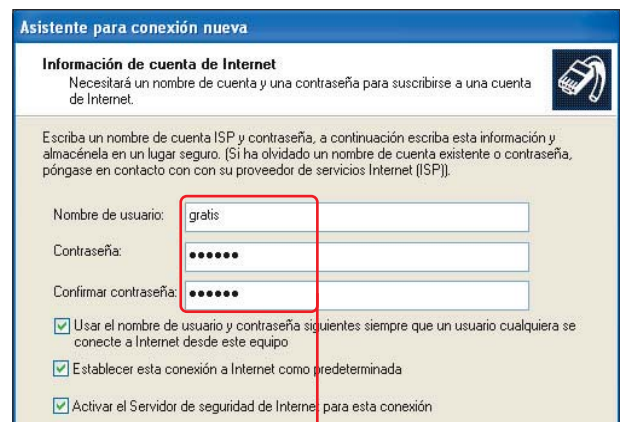 Asistente para conexión nueva
Información de cuenta de Internet
Necesitará un nombre de cuenta y una contraseña para suscribirse a una cuenta
de Internet.
Escriba un nombre de cuenta ISP y contraseña, a continuación escriba esta información y
almacénela en un lugar seguro. (Si ha olvidado un nombre de cuenta existente o contraseña,
póngase en contacto con con su proveedor de servicios Internet (ISP)).
Nombre de usuario: gratis
Contraseña: ●●●●●●
Confirmar contraseña: ●●●●●●
Usar el nombre de usuario y contraseña siguientes siempre que un usuario cualquiera se
conecte a Internet desde este equipo
Establecer esta conexión a Internet como predeterminada
Activar el Servidor de seguridad de Internet para esta conexión